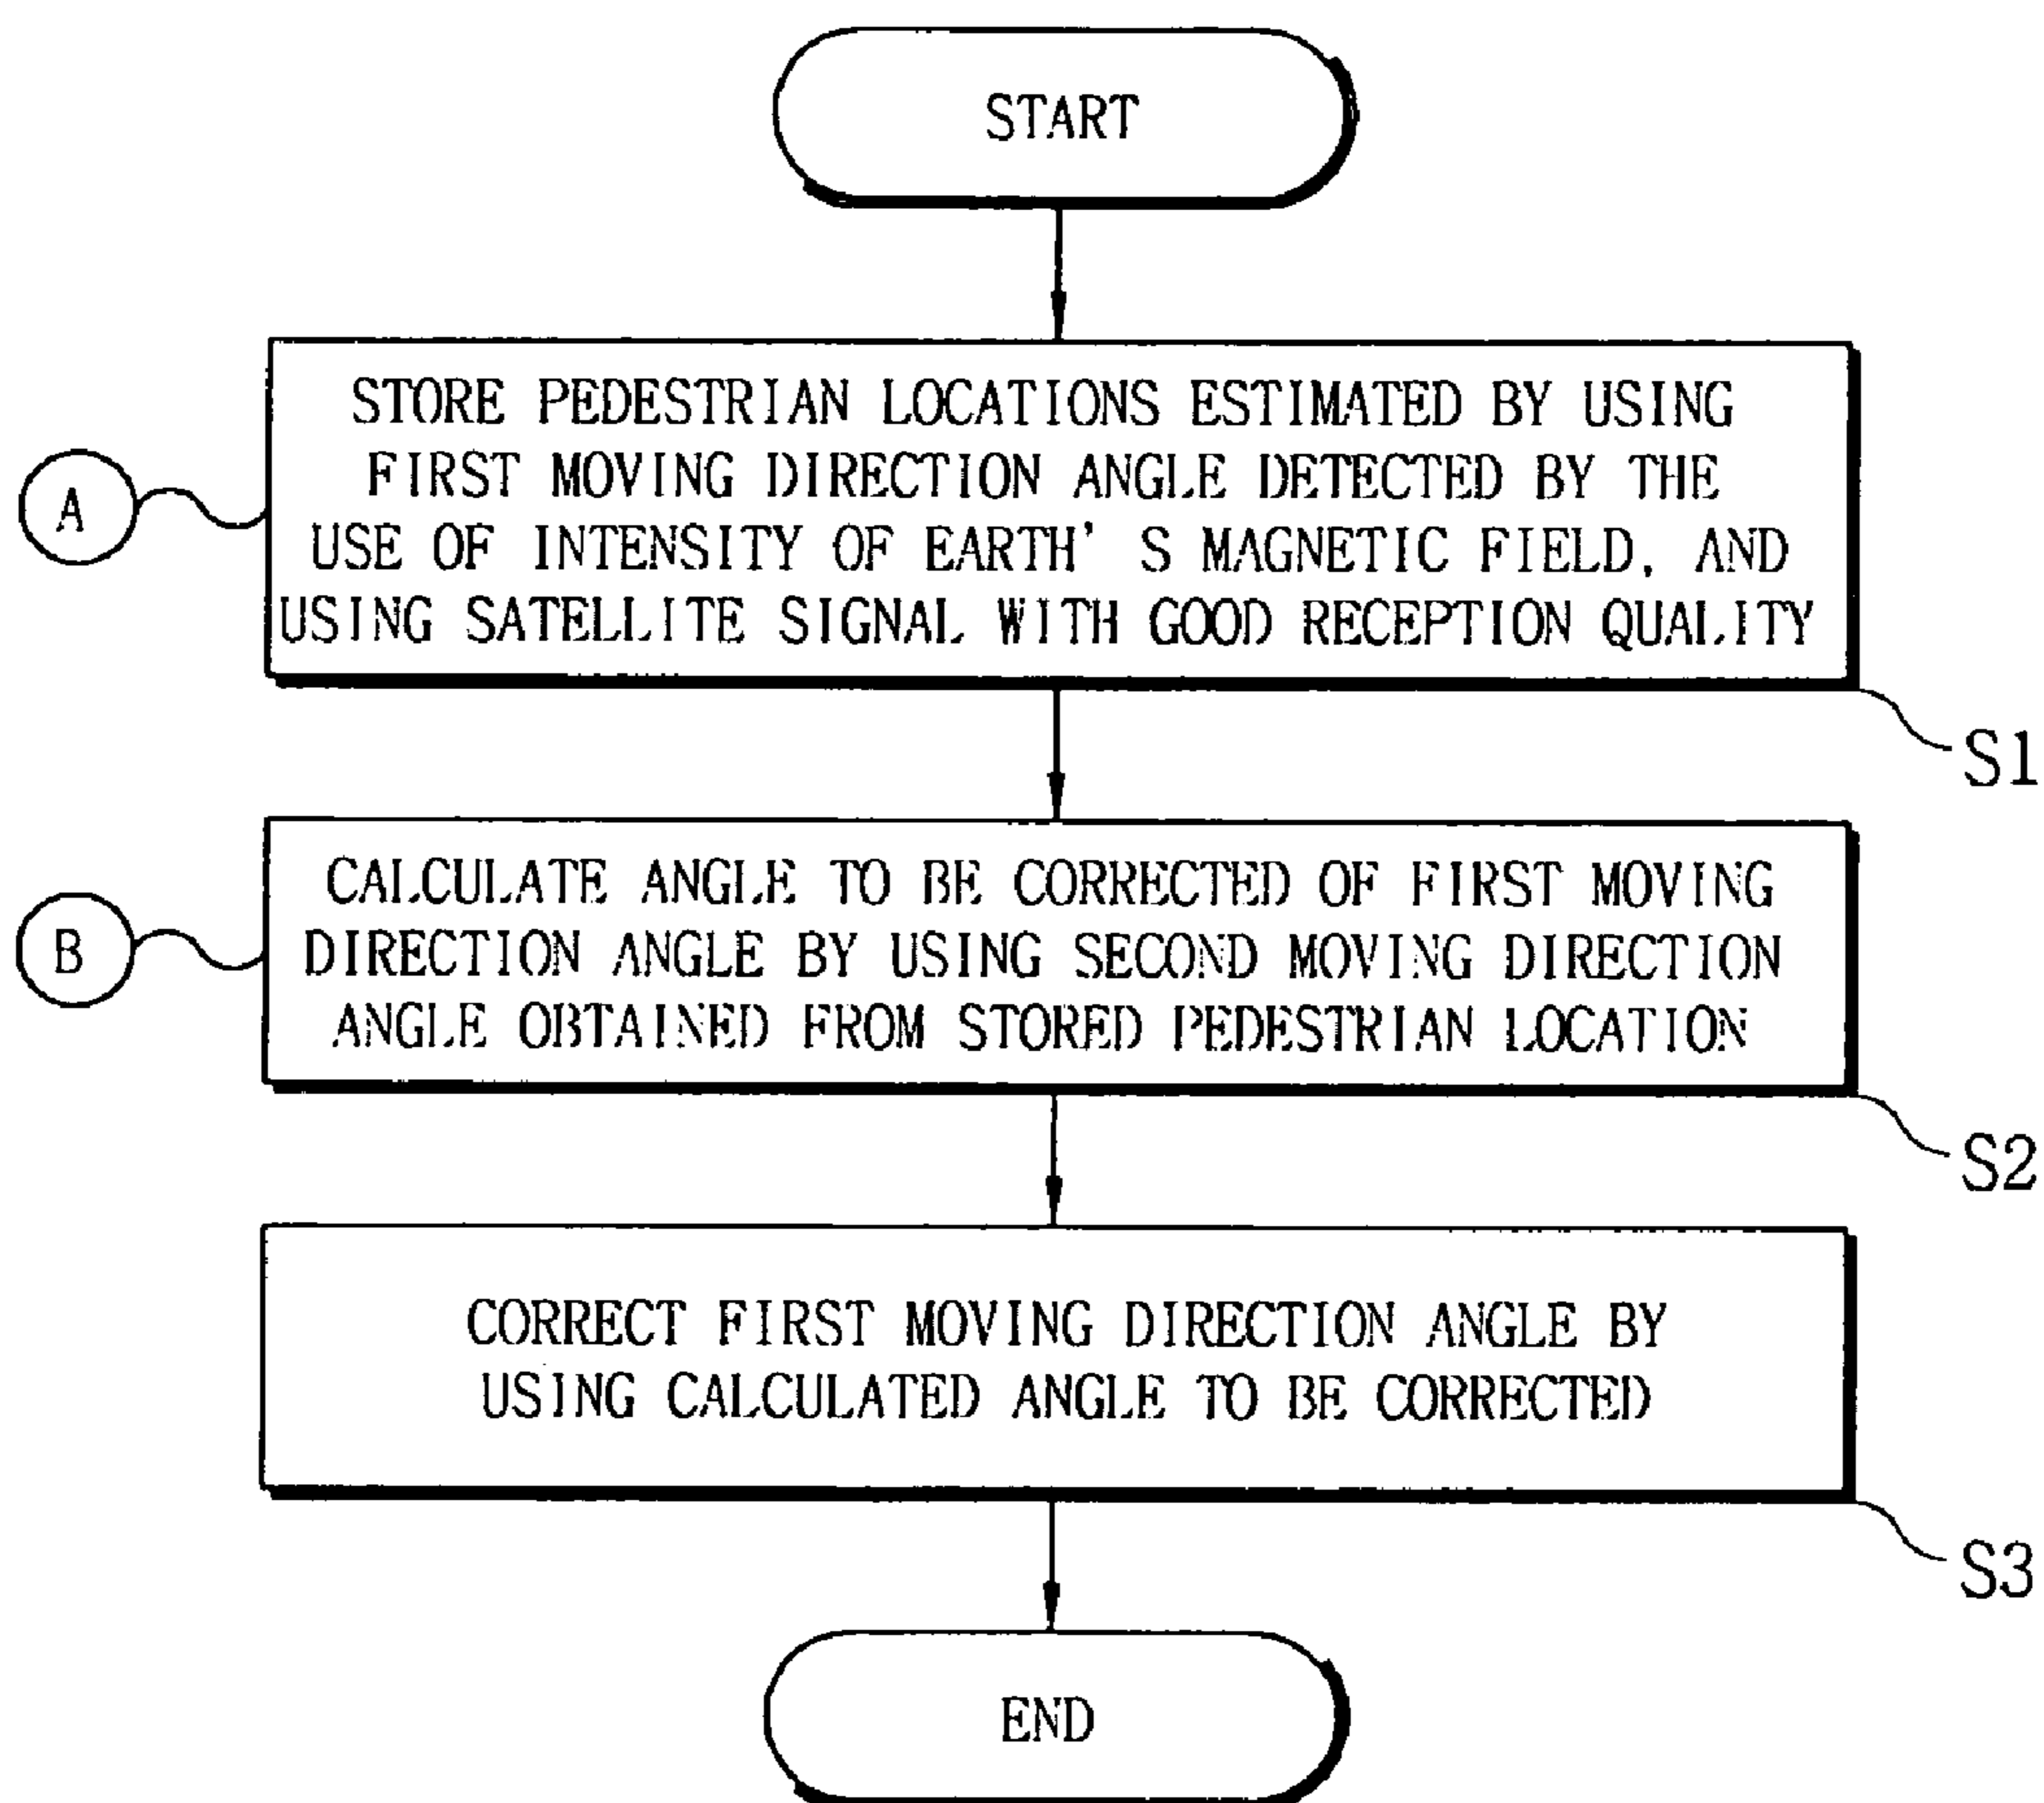 START
STORE PEDESTRIAN LOCATIONS ESTIMATED BY USING
FIRST MOVING DIRECTION ANGLE DETECTED BY THE
USE OF INTENSITY OF EARTH' S MAGNETIC FIELD, AND
USING SATELLITE SIGNAL WITH GOOD RECEPTION QUALITY
A
S1
CALCULATE ANGLE TO BE CORRECTED OF FIRST MOVING
DIRECTION ANGLE BY USING SECOND MOVING DIRECTION
ANGLE OBTAINED FROM STORED PEDESTRIAN LOCATION
B
S2
CORRECT FIRST MOVING DIRECTION ANGLE BY
USING CALCULATED ANGLE TO BE CORRECTED
S3
END